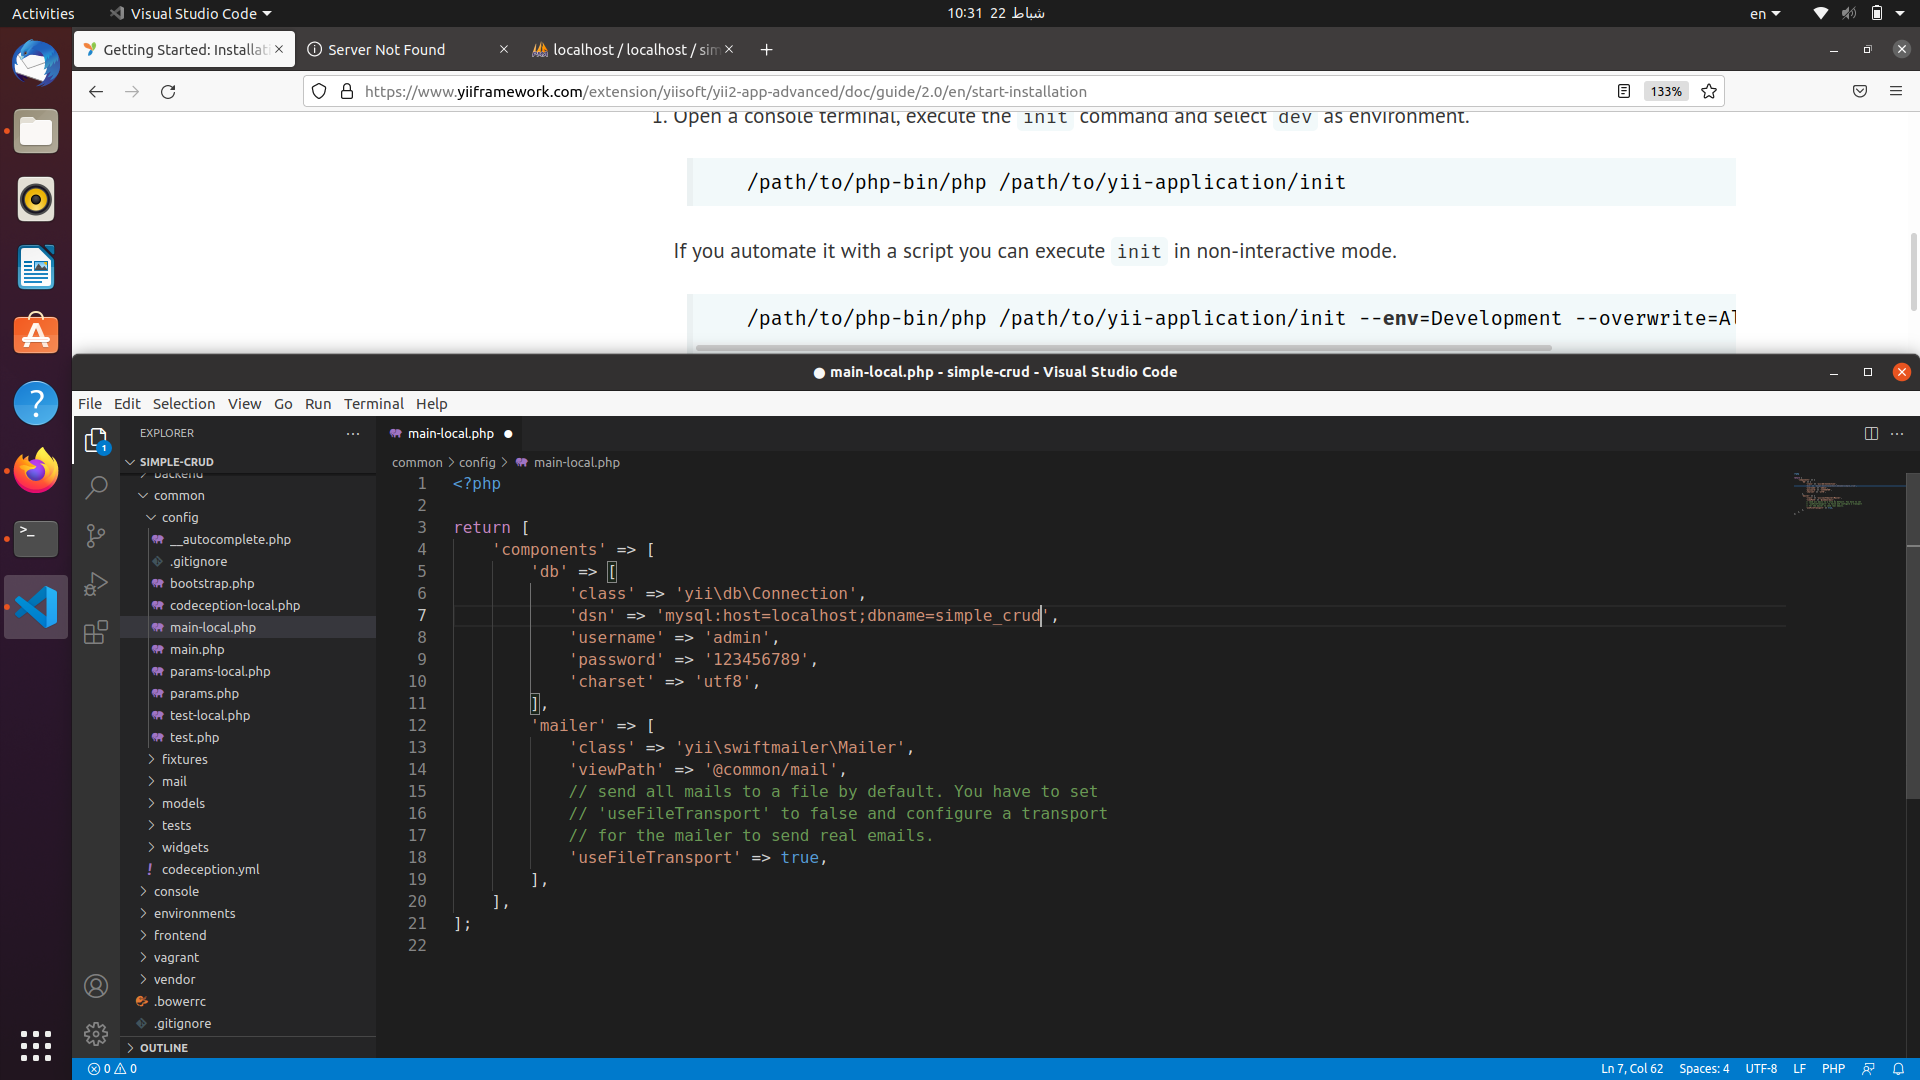 Activities
Visual Studio Code
10:31 22 شباط
en
Getting Started: Installati
Server Not Found
localhost / localhost / sim
https://www.yiiframework.com/extension/yiisoft/yii2-app-advanced/doc/guide/2.0/en/start-installation
133%
1. Open a console terminal, execute the init command and select dev as environment.
/path/to/php-bin/php /path/to/yii-application/init
If you automate it with a script you can execute init in non-interactive mode.
/path/to/php-bin/php /path/to/yii-application/init --env=Development --overwrite=Al
● main-local.php - simple-crud - Visual Studio Code
File Edit Selection View Go Run Terminal Help
1
EXPLORER
SIMPLE-CRUD
backend
common
config
__autocomplete.php
.gitignore
bootstrap.php
codeception-local.php
main-local.php
main.php
params-local.php
params.php
test-local.php
test.php
fixtures
mail
models
tests
widgets
codeception.yml
console
environments
frontend
vagrant
vendor
.bowerrc
.gitignore
OUTLINE
main-local.php
common > config > main-local.php
1 <?php
2
3 return [
4 'components' => [
5 'db' => [
6 'class' => 'yii\db\Connection',
7 'dsn' => 'mysql:host=localhost;dbname=simple_crud',
8 'username' => 'admin',
9 'password' => '123456789',
10 'charset' => 'utf8',
11 ],
12 'mailer' => [
13 'class' => 'yii\swiftmailer\Mailer',
14 'viewPath' => '@common/mail',
15 // send all mails to a file by default. You have to set
16 // 'useFileTransport' to false and configure a transport
17 // for the mailer to send real emails.
18 'useFileTransport' => true,
19 ],
20 ],
21 ];
22
0 0
Ln 7, Col 62 Spaces: 4 UTF-8 LF PHP